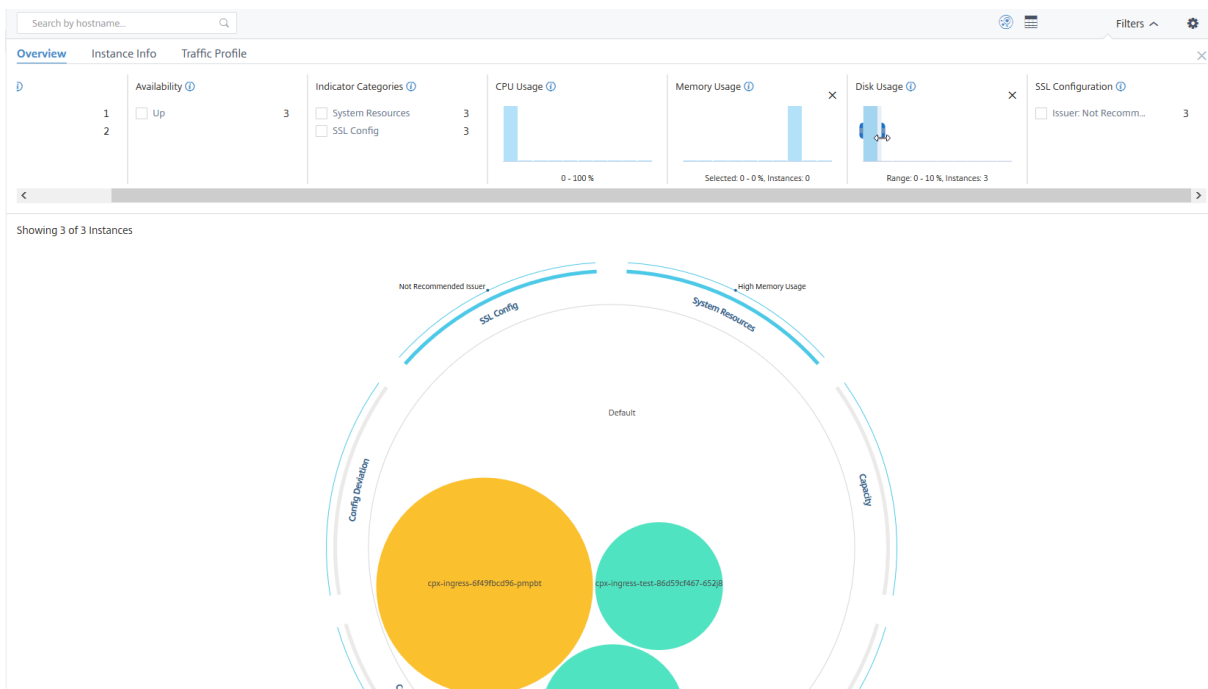 Search by hostname...
Filters
Overview Instance Info Traffic Profile
Availability
Indicator Categories
CPU Usage
Memory Usage
Disk Usage
SSL Configuration
1
2
Up 3
System Resources 3
SSL Config 3
Issuer: Not Recomm... 3
0 - 100 %
Selected: 0 - 0 %, Instances: 0
Range: 0 - 10 %, Instances: 3
Showing 3 of 3 Instances
Not Recommended Issuer
High Memory Usage
SSL Config
System Resources
Default
Config Deviation
Capacity
cpx-ingress-6f49fbcd96-pmpbt
cpx-ingress-test-86d59cf467-652j8